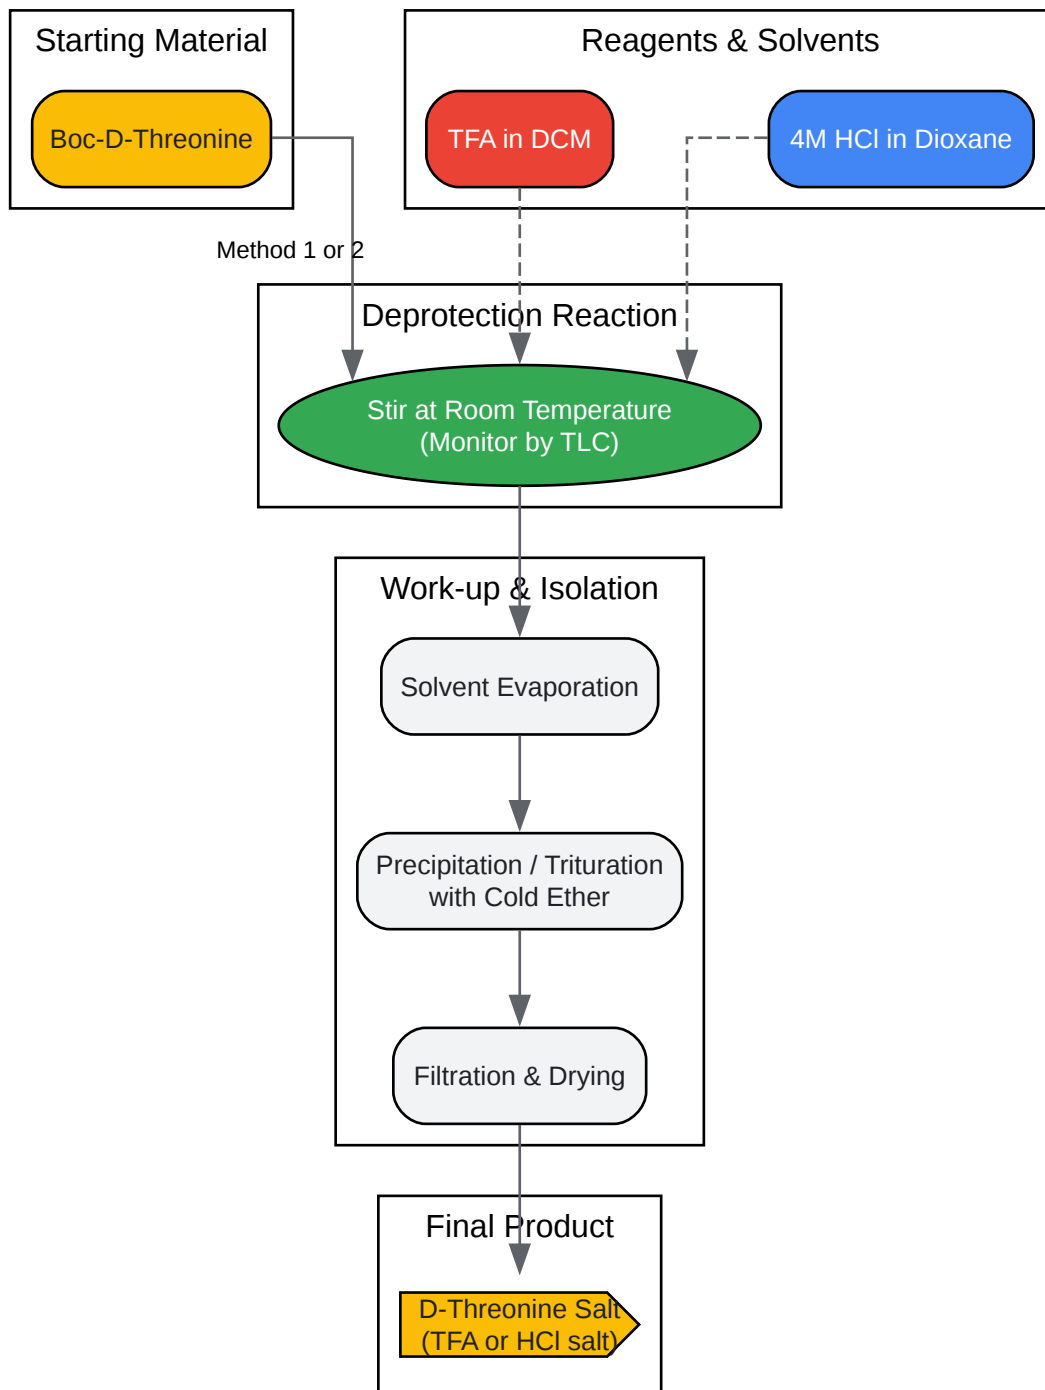 Starting Material
Reagents & Solvents
Boc-D-Threonine
TFA in DCM
4M HCl in Dioxane
Method 1 or 2
Deprotection Reaction
Stir at Room Temperature
(Monitor by TLC)
Work-up & Isolation
Solvent Evaporation
Precipitation / Trituration
with Cold Ether
Filtration & Drying
Final Product
D-Threonine Salt
(TFA or HCl salt)